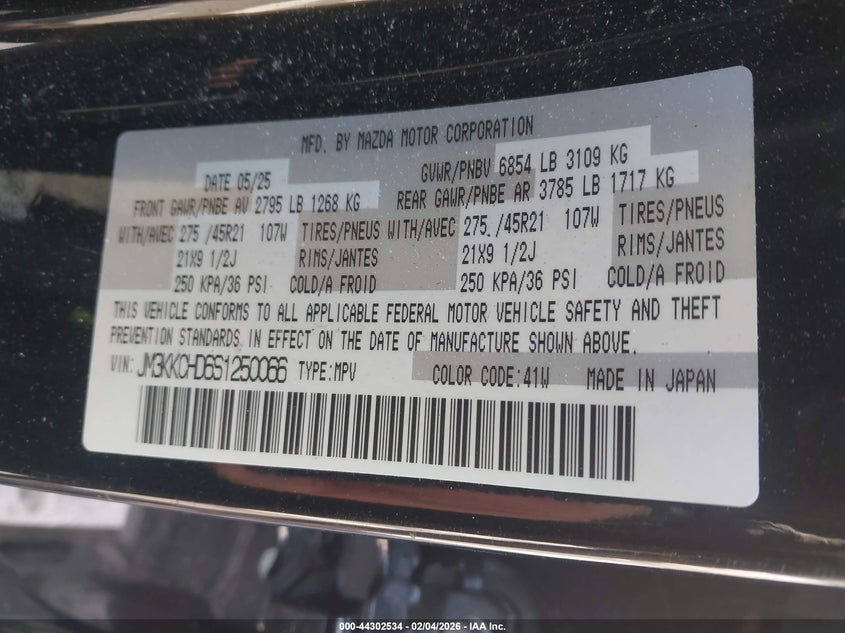 MFD. BY MAZDA MOTOR CORPORATION
DATE 05/25 GVWR/PNBV 6854 LB 3109 KG
FRONT GAWR/PNBE AV 2795 LB 1268 KG REAR GAWR/PNBE AR 3785 LB 1717 KG
WITH/AVEC 275 /45R21 107W TIRES/PNEUS WITH/AVEC 275 /45R21 107W TIRES/PNEUS
21X9 1/2J RIMS/JANTES 21X9 1/2J RIMS/JANTES
250 KPA/36 PSI COLD/A FROID 250 KPA/36 PSI COLD/A FROID
THIS VEHICLE CONFORMS TO ALL APPLICABLE FEDERAL MOTOR VEHICLE SAFETY AND THEFT
PREVENTION STANDARDS IN EFFECT ON THE DATE OF MANUFACTURE SHOWN ABOVE.
VIN: JM3KKCHD6S1250066 TYPE:MPV COLOR CODE:41W MADE IN JAPAN
000-44302534 - 02/04/2026 - IAA Inc.